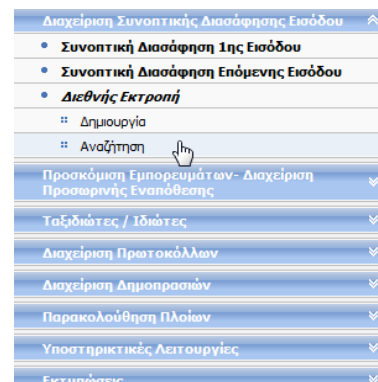 Διαχείριση Συνοπτικής Διασάφησης Εισόδου
Συνοπτική Διασάφηση 1ης Εισόδου
Συνοπτική Διασάφηση Επόμενης Εισόδου
Διεθνής Εκτροπή
Δημιουργία
Αναζήτηση
Προσκόμιση Εμπορευμάτων- Διαχείριση
Προσωρινής Εναπόθεσης
Ταξιδιώτες / Ιδιώτες
Διαχείριση Πρωτοκόλλων
Διαχείριση Δημοπρασιών
Παρακολούθηση Πλοίων
Υποστηρικτικές Λειτουργίες
Εκτυπώσεις